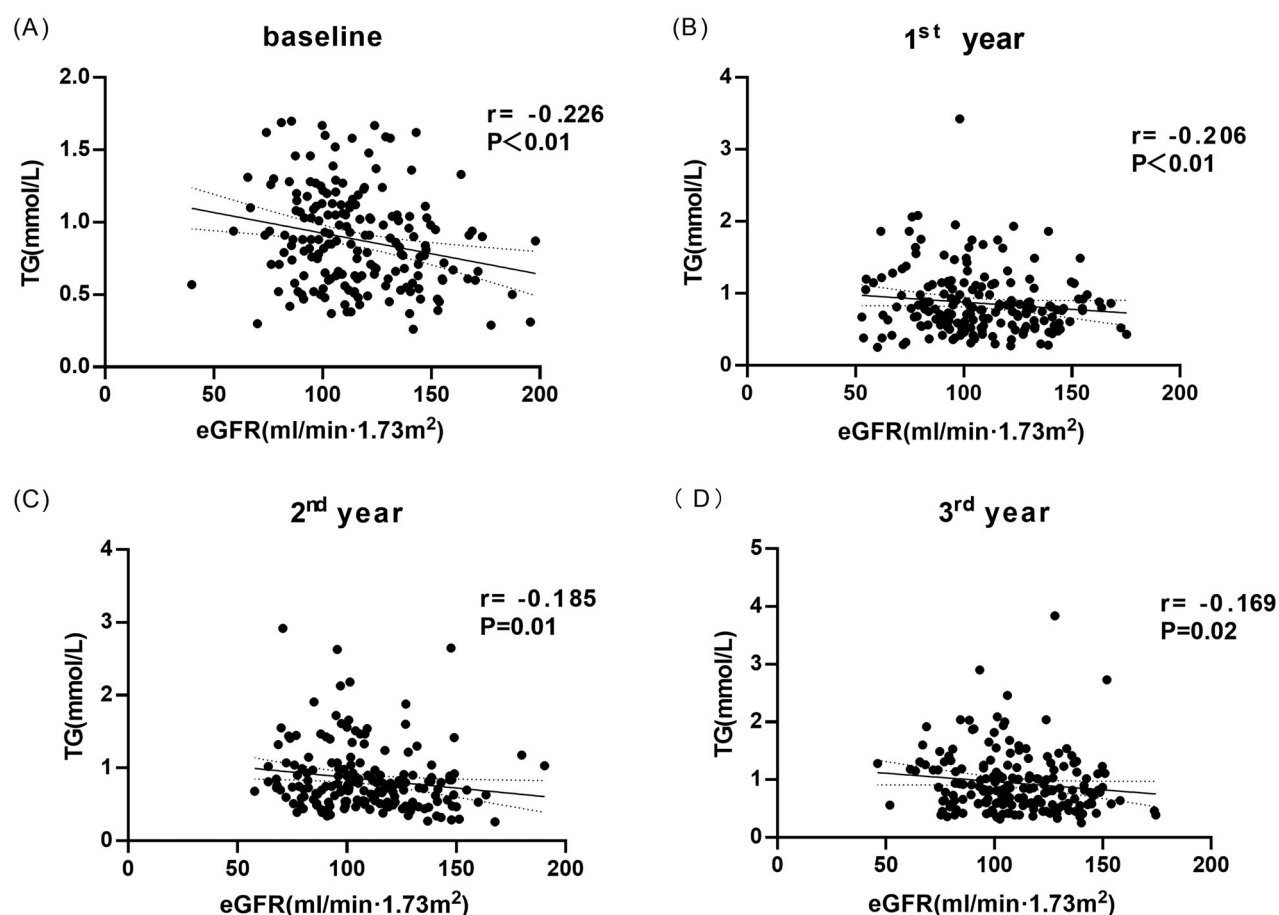 (A)
baseline
2.0
1.5
1.0
0.5
0.0
TG(mmol/L)
r= -0.226
P<0.01
0
50
100
150
200
eGFR(ml/min·1.73m²)
(B)
1st year
4
3
2
1
0
TG(mmol/L)
r= -0.206
P<0.01
0
50
100
150
200
eGFR(ml/min·1.73m²)
(C)
2nd year
4
3
2
1
0
TG(mmol/L)
r= -0.185
P=0.01
0
50
100
150
200
eGFR(ml/min·1.73m²)
(D)
3rd year
5
4
3
2
1
0
TG(mmol/L)
r= -0.169
P=0.02
0
50
100
150
200
eGFR(ml/min·1.73m²)